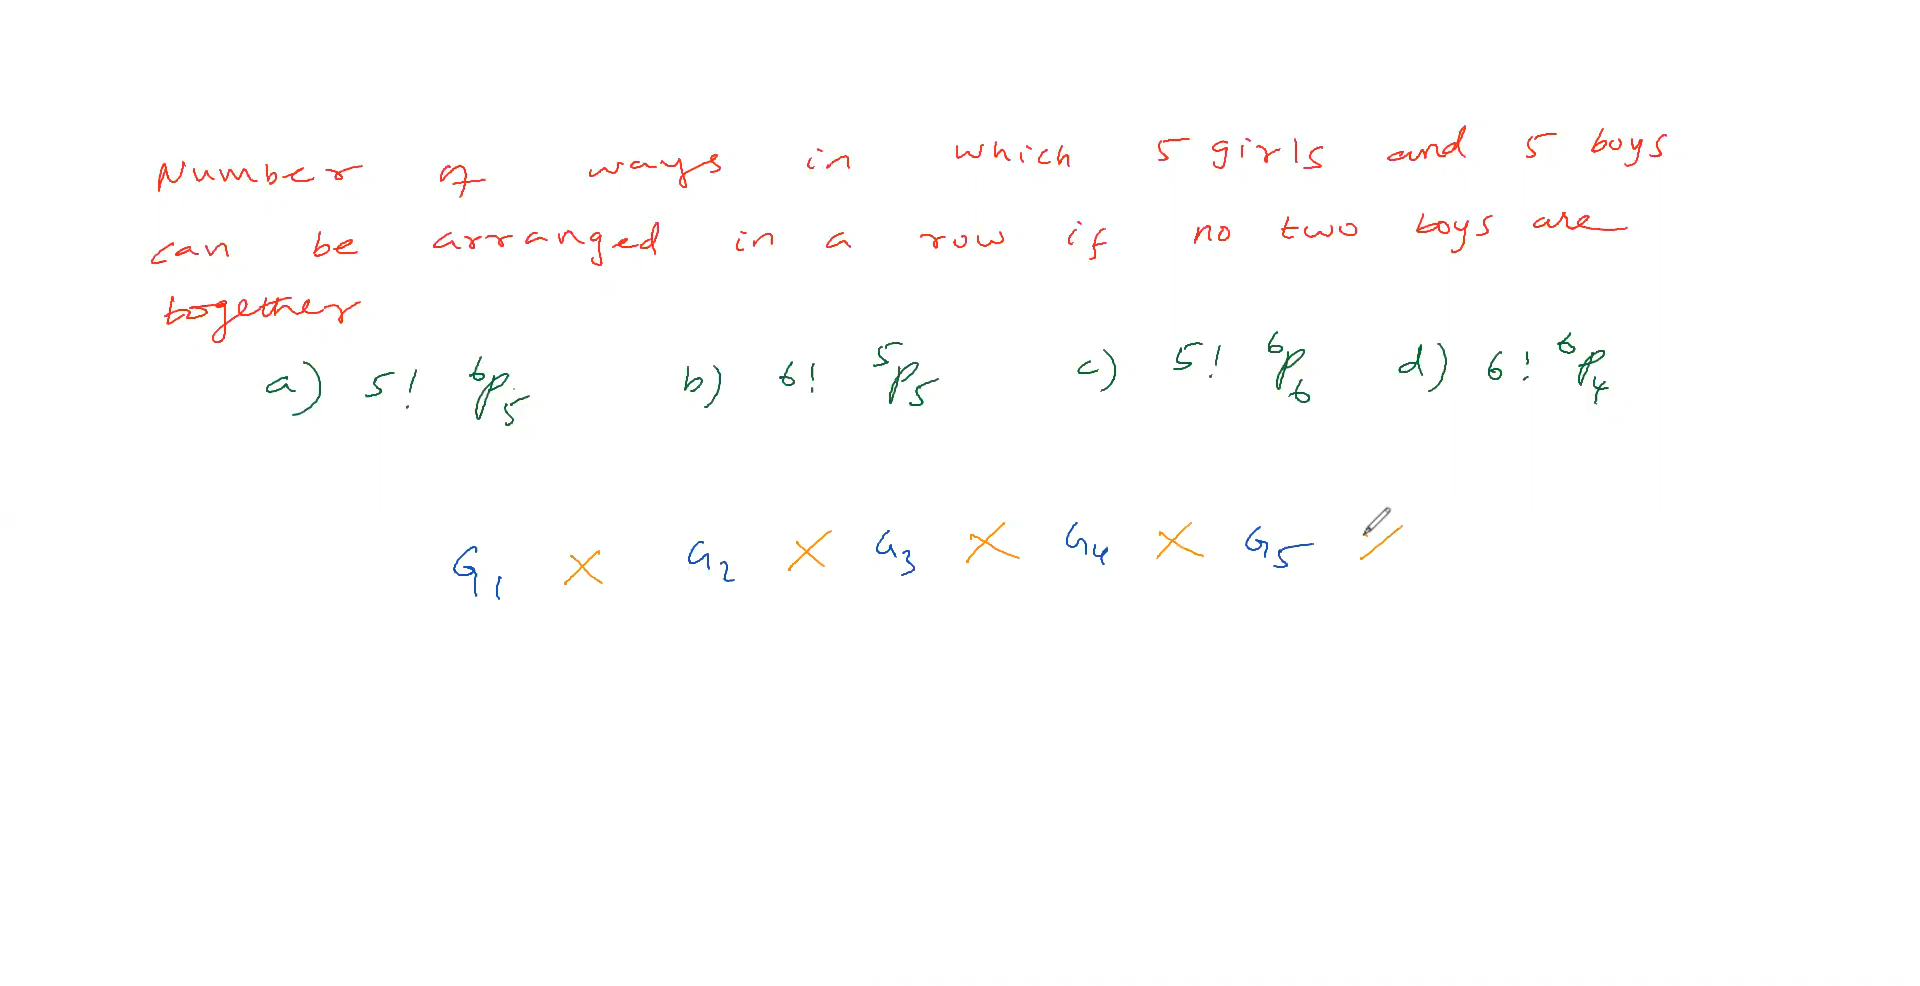 Number of ways in which 5 girls and 5 boys
can be arranged in a row if no two boys are
together
a) 5! ⁶P₅ b) 6! ⁵P₅ c) 5! ⁶P₆ d) 6! ⁶P₄
G₁ × G₂ × G₃ × G₄ × G₅ /